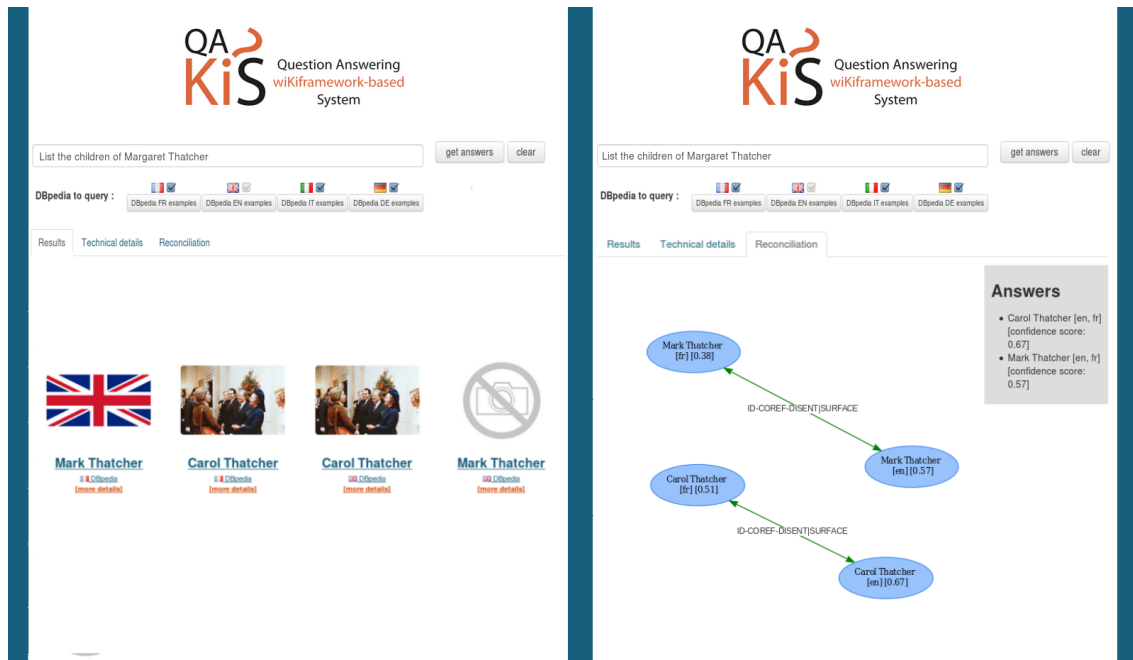 QA
KiS
Question Answering
wiKiframework-based
System
List the children of Margaret Thatcher
get answers
clear
DBpedia to query :
DBpedia FR examples
DBpedia EN examples
DBpedia IT examples
DBpedia DE examples
Results
Technical details
Reconciliation
Mark Thatcher
DBpedia
[more details]
Carol Thatcher
DBpedia
[more details]
Carol Thatcher
DBpedia
[more details]
Mark Thatcher
DBpedia
[more details]
QA
KiS
Question Answering
wiKiframework-based
System
List the children of Margaret Thatcher
get answers
clear
DBpedia to query :
DBpedia FR examples
DBpedia EN examples
DBpedia IT examples
DBpedia DE examples
Results
Technical details
Reconciliation
Answers
• Carol Thatcher [en, fr]
[confidence score:
0.67]
• Mark Thatcher [en, fr]
[confidence score:
0.57]
Mark Thatcher
[fr] [0.38]
ID-COREF-DISENT|SURFACE
Mark Thatcher
[en] [0.57]
Carol Thatcher
[fr] [0.51]
ID-COREF-DISENT|SURFACE
Carol Thatcher
[en] [0.67]